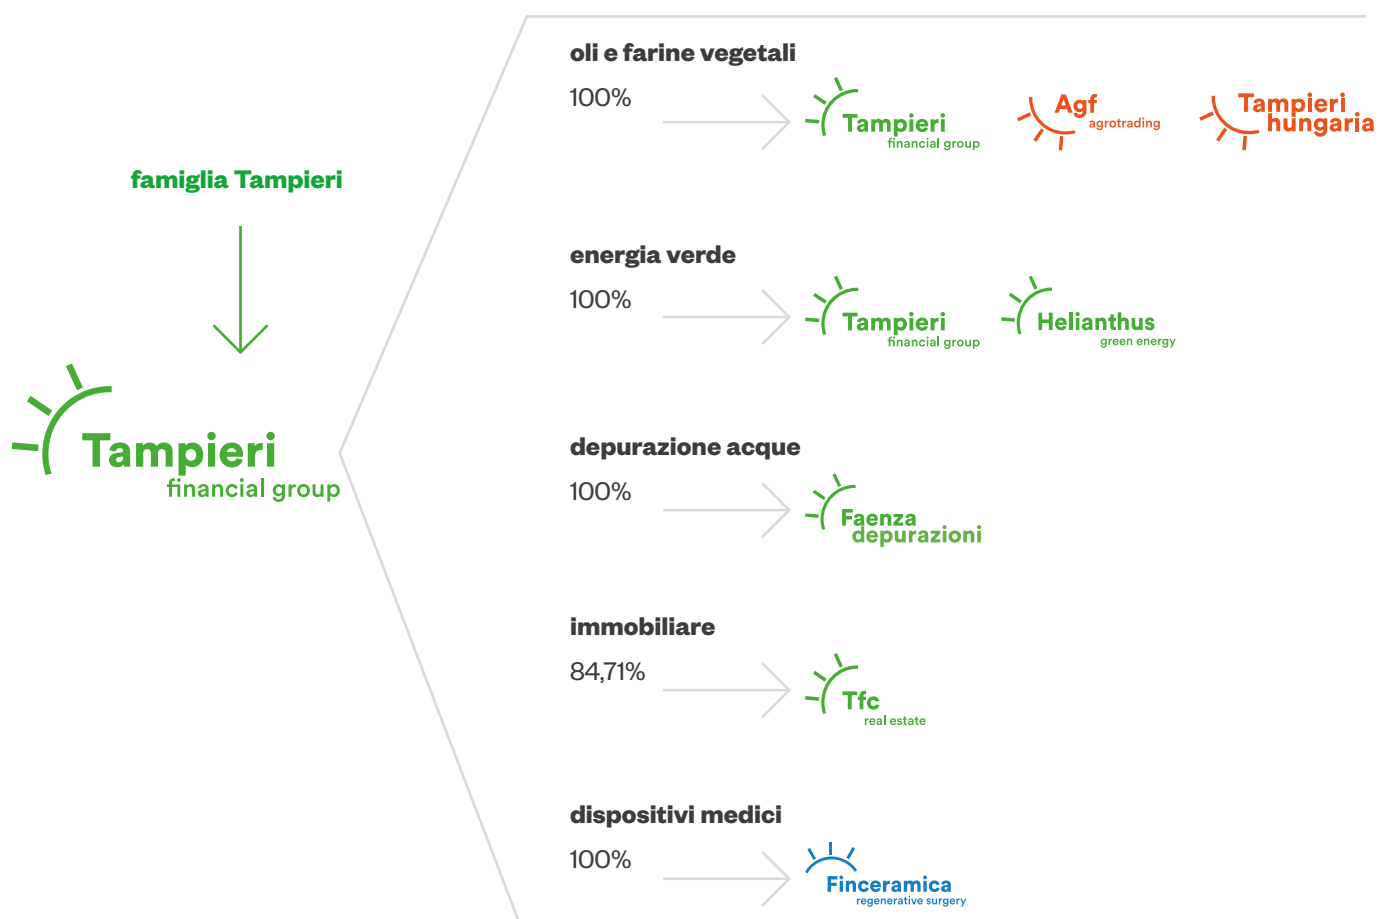 famiglia Tampieri
Tampieri
financial group
oli e farine vegetali
100%
Tampieri
financial group
Agf
agrotrading
Tampieri
hungaria
energia verde
100%
Tampieri
financial group
Helianthus
green energy
depurazione acque
100%
Faenza
depurazioni
immobiliare
84,71%
Tfc
real estate
dispositivi medici
100%
Finceramica
regenerative surgery